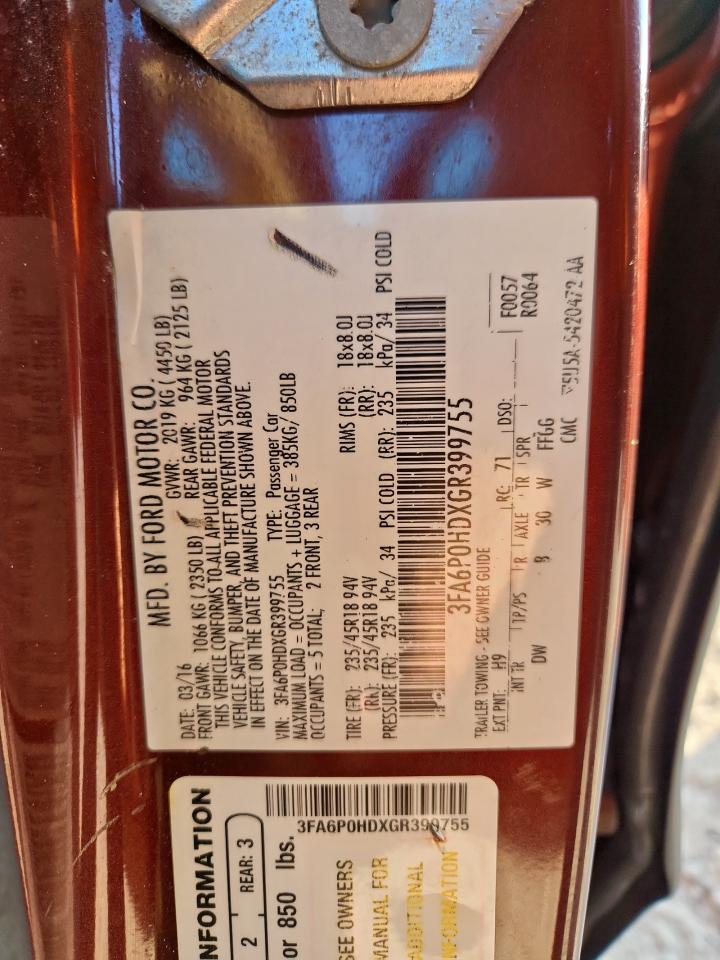 MFD. BY FORD MOTOR CO.
DATE: 03/16 GVWR: 2019 KG ( 4450 LB)
FRONT GAWR: 1066 KG ( 2350 LB) REAR GAWR: 964 KG ( 2125 LB)
THIS VEHICLE CONFORMS TO ALL APPLICABLE FEDERAL MOTOR
VEHICLE SAFETY, BUMPER, AND THEFT PREVENTION STANDARDS
IN EFFECT ON THE DATE OF MANUFACTURE SHOWN ABOVE.
VIN: 3FA6P0HDXGR399755 TYPE: Passenger Car
MAXIMUM LOAD = OCCUPANTS + LUGGAGE = 385KG/ 850LB
OCCUPANTS = 5 TOTAL; 2 FRONT, 3 REAR
TIRE (FR): 235/45R18 94V RIMS (FR): 18x8.0J
(RR): 235/45R18 94V (RR): 18x8.0J
PRESSURE (FR): 235 kPa/ 34 PSI COLD (RR): 235 kPa/ 34 PSI COLD
3FA6P0HDXGR399755
TRAILER TOWING - SEE OWNER GUIDE
EXT PNT: H9 RC: 71 DSO: F0057
R0064
INT TR TP/PS R AXLE TR SPR
DW B 30 W FF6G
CMC 5U5A-5420472 AA
NFORMATION
2 REAR: 3
or 850 lbs.
3FA6P0HDXGR399755
SEE OWNERS
MANUAL FOR
ADDITIONAL
INFORMATION